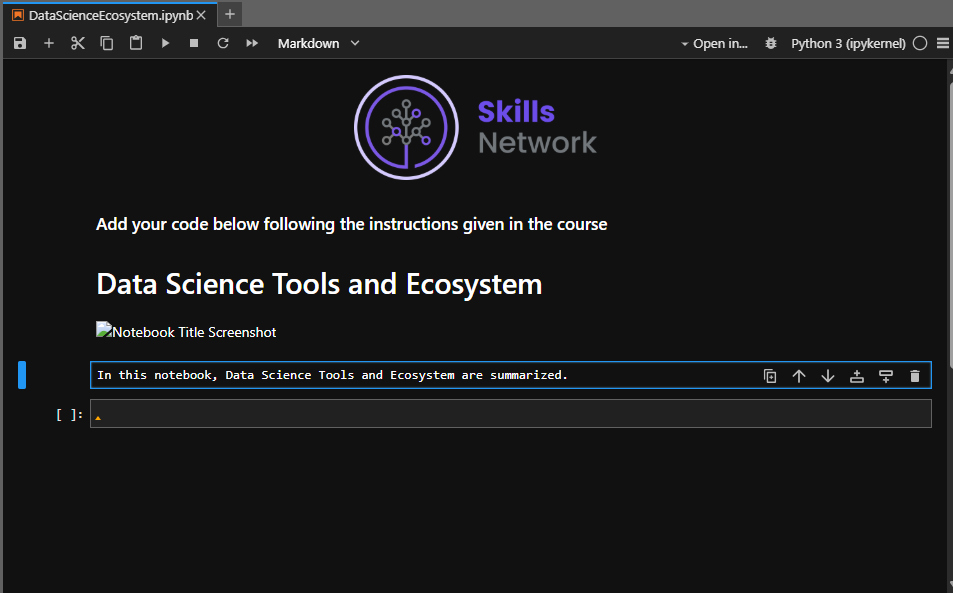 DataScienceEcosystem.ipynb
Markdown
Open in...
Python 3 (ipykernel)
Skills
Network
Add your code below following the instructions given in the course
Data Science Tools and Ecosystem
Notebook Title Screenshot
In this notebook, Data Science Tools and Ecosystem are summarized.
[ ]: